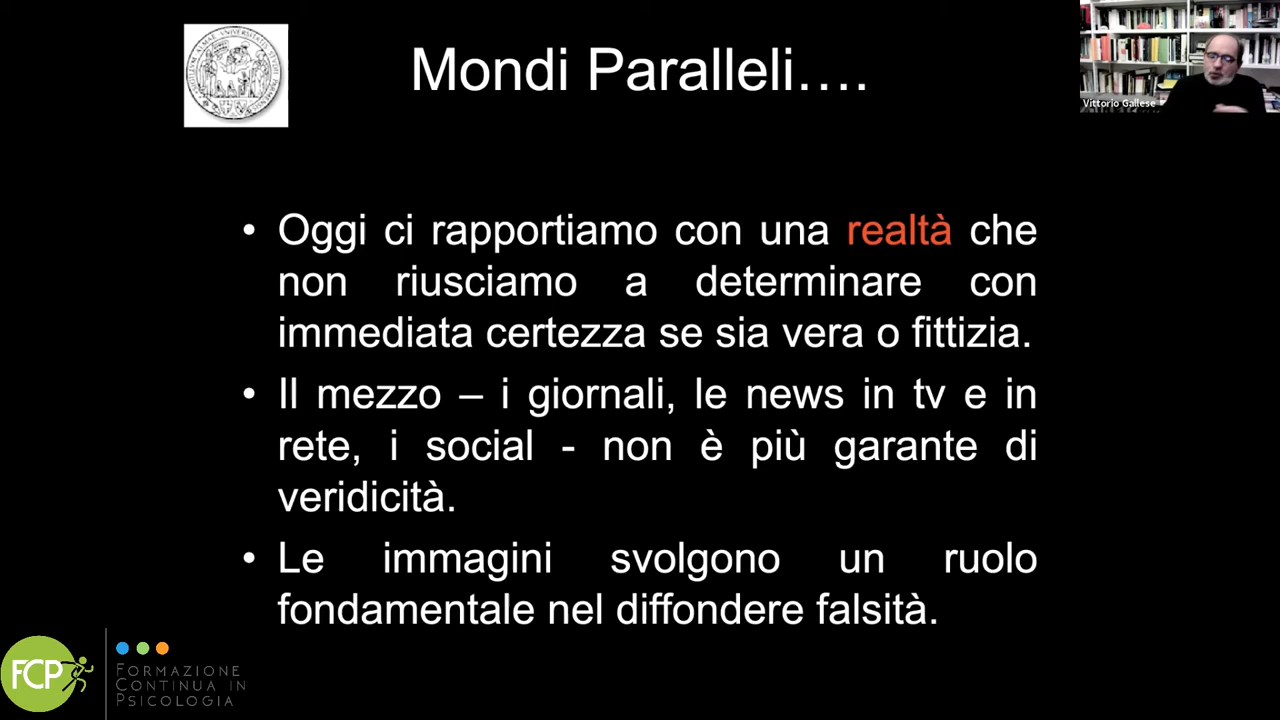 Mondi Paralleli….
Vittorio Gallese
• Oggi ci rapportiamo con una realtà che
non riusciamo a determinare con
immediata certezza se sia vera o fittizia.
• Il mezzo – i giornali, le news in tv e in
rete, i social - non è più garante di
veridicità.
• Le immagini svolgono un ruolo
fondamentale nel diffondere falsità.
FCP
FORMAZIONE
CONTINUA IN
PSICOLOGIA